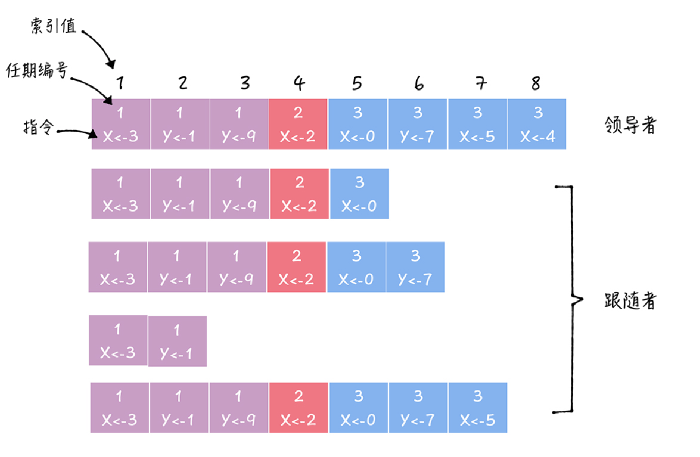 索引值
任期编号
指令
1 2 3 4 5 6 7 8
1 1 1 2 3 3 3 3
X<-3 Y<-1 Y<-9 X<-2 X<-0 Y<-7 X<-5 X<-4
领导者
1 1 1 2 3
X<-3 Y<-1 Y<-9 X<-2 X<-0
1 1 1 2 3 3
X<-3 Y<-1 Y<-9 X<-2 X<-0 Y<-7
跟随者
1 1
X<-3 Y<-1
1 1 1 2 3 3 3
X<-3 Y<-1 Y<-9 X<-2 X<-0 Y<-7 X<-5